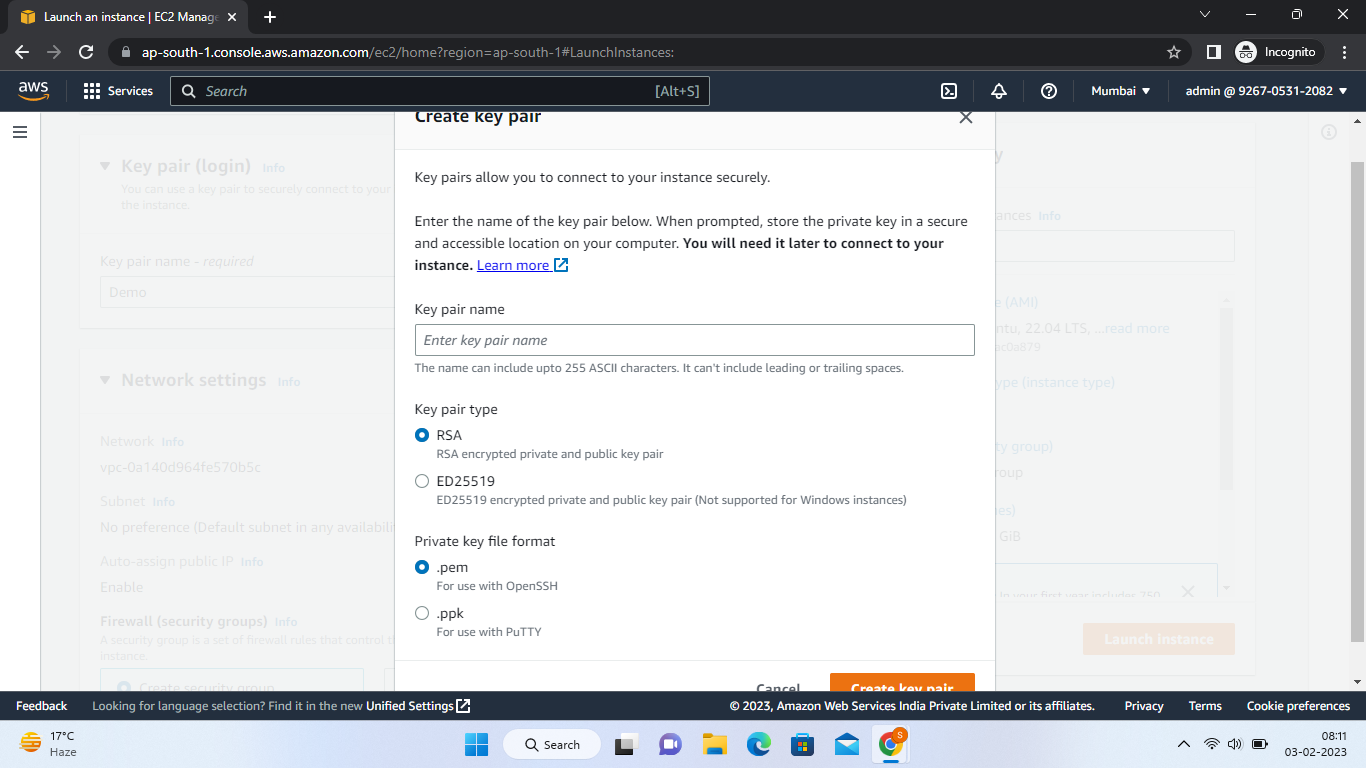 Launch an instance | EC2 Manage
ap-south-1.console.aws.amazon.com/ec2/home?region=ap-south-1#LaunchInstances:
Incognito
aws
Services
Search
[Alt+S]
Mumbai
admin @ 9267-0531-2082
Create key pair
Key pairs allow you to connect to your instance securely.
Enter the name of the key pair below. When prompted, store the private key in a secure
and accessible location on your computer. You will need it later to connect to your
instance. Learn more
Key pair name
Enter key pair name
The name can include upto 255 ASCII characters. It can't include leading or trailing spaces.
Key pair type
RSA
RSA encrypted private and public key pair
ED25519
ED25519 encrypted private and public key pair (Not supported for Windows instances)
Private key file format
.pem
For use with OpenSSH
.ppk
For use with PuTTY
Cancel
Create key pair
Key pair (login) Info
You can use a key pair to securely connect to your
the instance.
Key pair name - required
Demo
Network settings Info
Network Info
vpc-0a140d964fe570b5c
Subnet Info
No preference (Default subnet in any availabili
Auto-assign public IP Info
Enable
Firewall (security groups) Info
A security group is a set of firewall rules that control t
instance.
Create security group
y
ances Info
e (AMI)
ntu, 22.04 LTS, ...read more
ac0a879
ype (instance type)
ty group)
roup
es)
GiB
In your first year includes 750
Launch instance
Feedback
Looking for language selection? Find it in the new Unified Settings
© 2023, Amazon Web Services India Private Limited or its affiliates.
Privacy
Terms
Cookie preferences
17°C
Haze
Search
S
08:11
03-02-2023